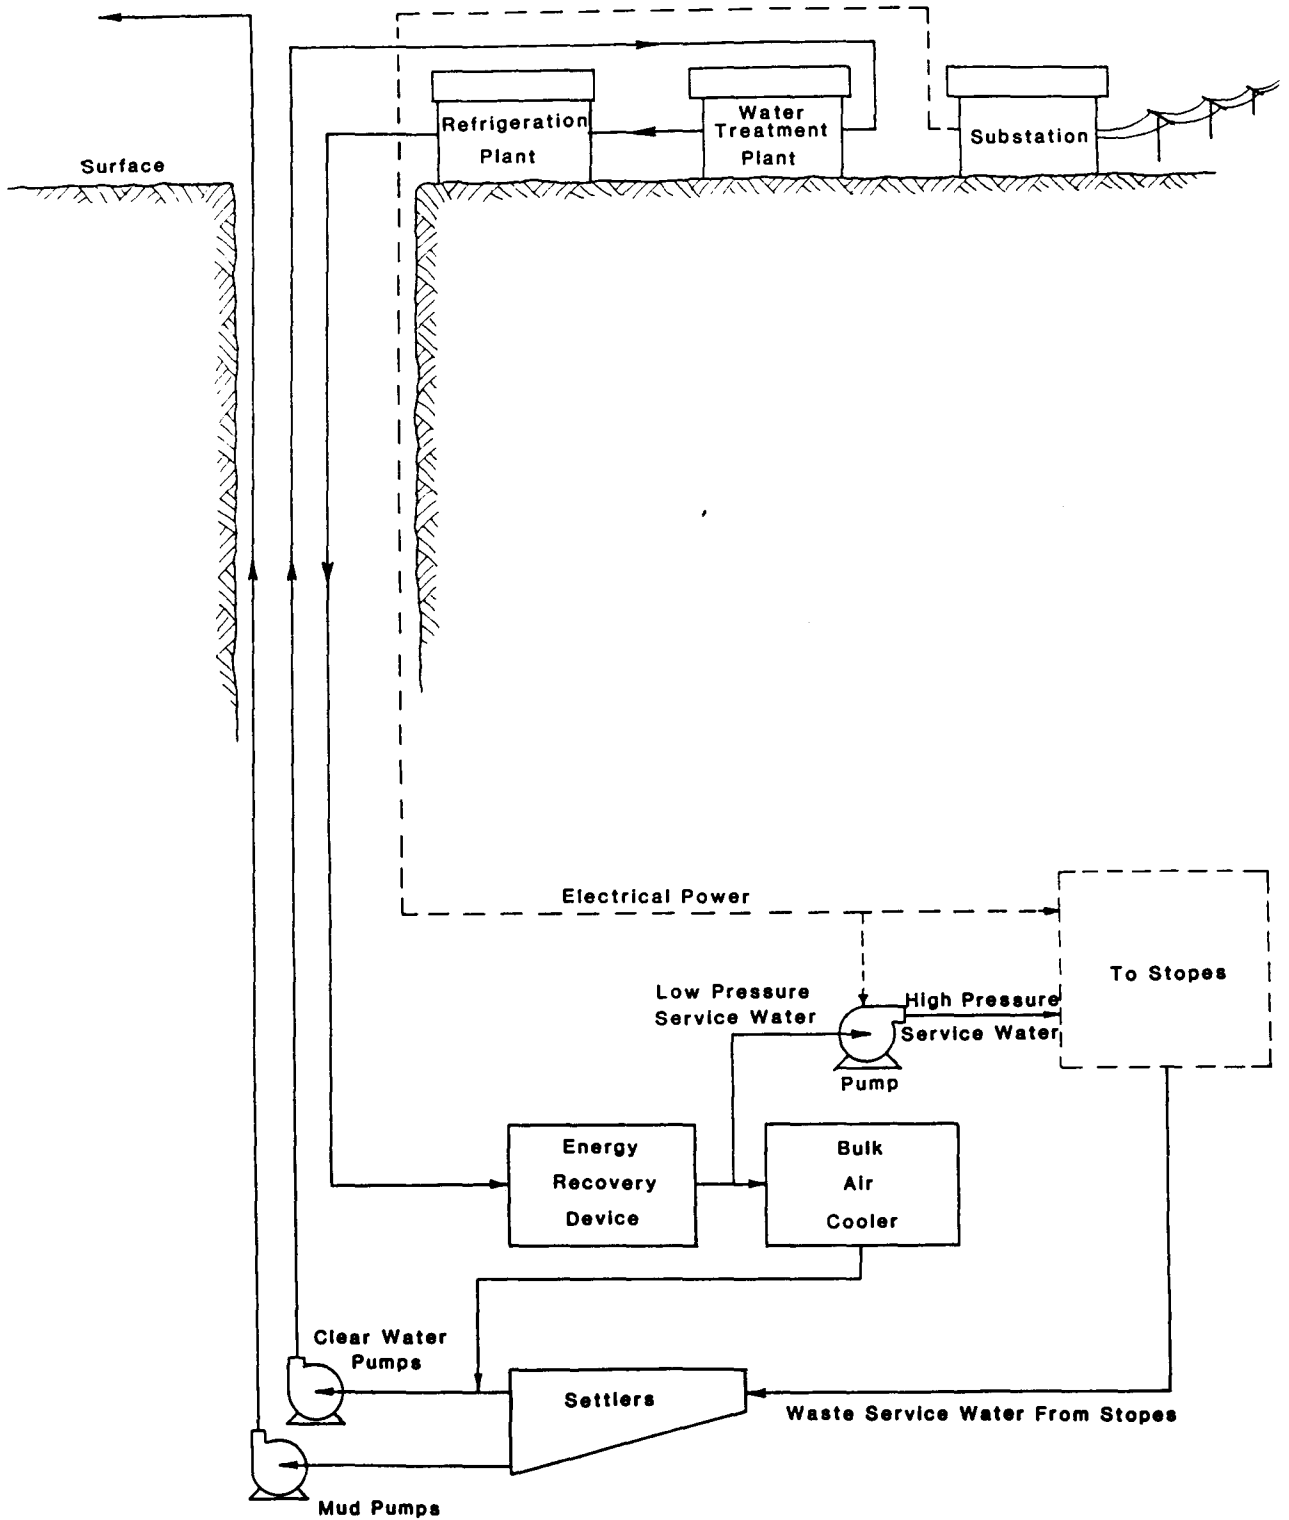 Refrigeration
Plant
Water
Treatment
Plant
Substation
Surface
Electrical Power
To Stopes
Low Pressure
Service Water
High Pressure
Service Water
Pump
Energy
Recovery
Device
Bulk
Air
Cooler
Clear Water
Pumps
Settlers
Waste Service Water From Stopes
Mud Pumps